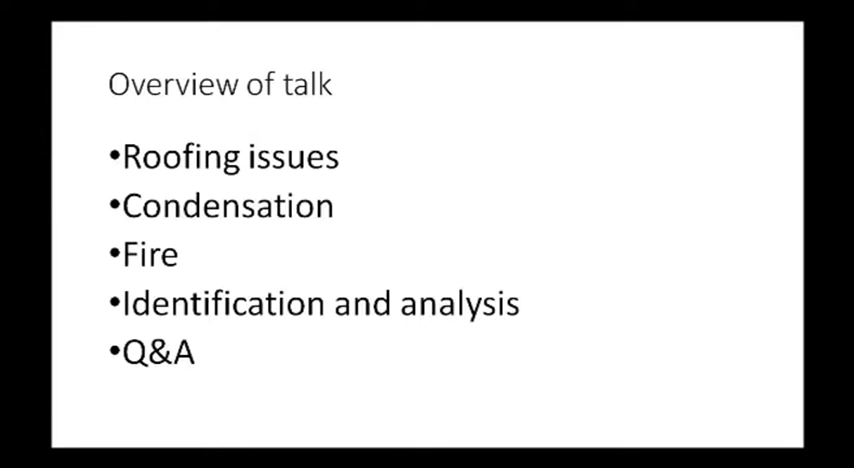 Overview of talk
•Roofing issues
•Condensation
•Fire
•Identification and analysis
•Q&A